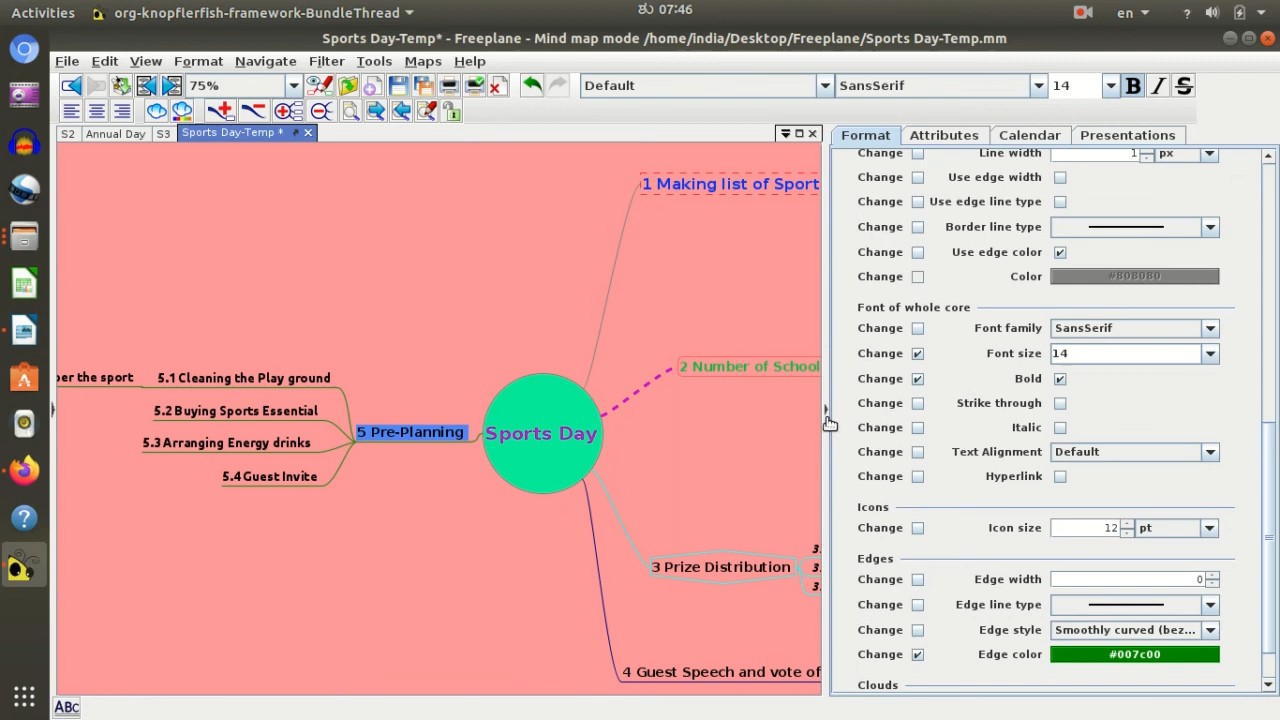 Activities org-knopflerfish-framework-BundleThread ಭಾ 07:46 en
Sports Day-Temp* - Freeplane - Mind map mode /home/india/Desktop/Freeplane/Sports Day-Temp.mm
File Edit View Format Navigate Filter Tools Maps Help
75% Default SansSerif 14 B I S
S2 Annual Day S3 Sports Day-Temp *
Format Attributes Calendar Presentations
Change Line width 1 px
Change Use edge width
Change Use edge line type
Change Border line type
Change Use edge color
Change Color #808080
Font of whole core
Change Font family SansSerif
Change Font size 14
Change Bold
Change Strike through
Change Italic
Change Text Alignment Default
Change Hyperlink
Icons
Change Icon size 12 pt
Edges
Change Edge width 0
Change Edge line type
Change Edge style Smoothly curved (bez...
Change Edge color #007c00
Clouds
1 Making list of Sport
2 Number of School
per the sport 5.1 Cleaning the Play ground
5.2 Buying Sports Essential
5 Pre-Planning
Sports Day
5.3 Arranging Energy drinks
5.4 Guest Invite
3 Prize Distribution
3.
3.
3.
4 Guest Speech and vote of
ABC